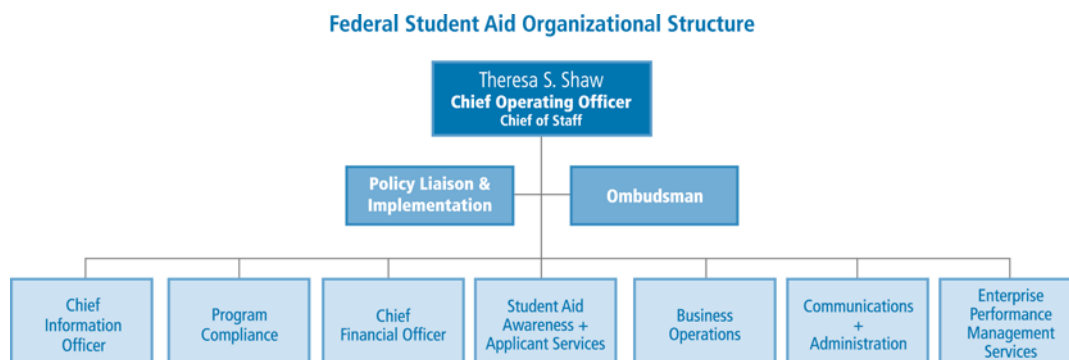 Federal Student Aid Organizational Structure
Theresa S. Shaw
Chief Operating Officer
Chief of Staff
Policy Liaison &
Implementation
Ombudsman
Chief
Information
Officer
Program
Compliance
Chief
Financial Officer
Student Aid
Awareness +
Applicant Services
Business
Operations
Communications
+
Administration
Enterprise
Performance
Management
Services